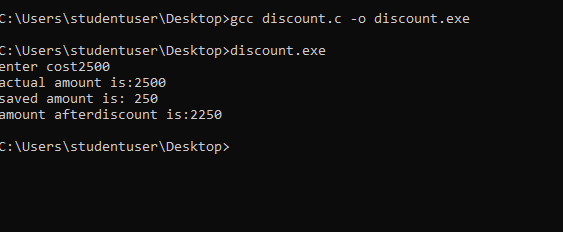 C:\Users\studentuser\Desktop>gcc discount.c -o discount.exe
C:\Users\studentuser\Desktop>discount.exe
enter cost2500
actual amount is:2500
saved amount is: 250
amount afterdiscount is:2250
C:\Users\studentuser\Desktop>